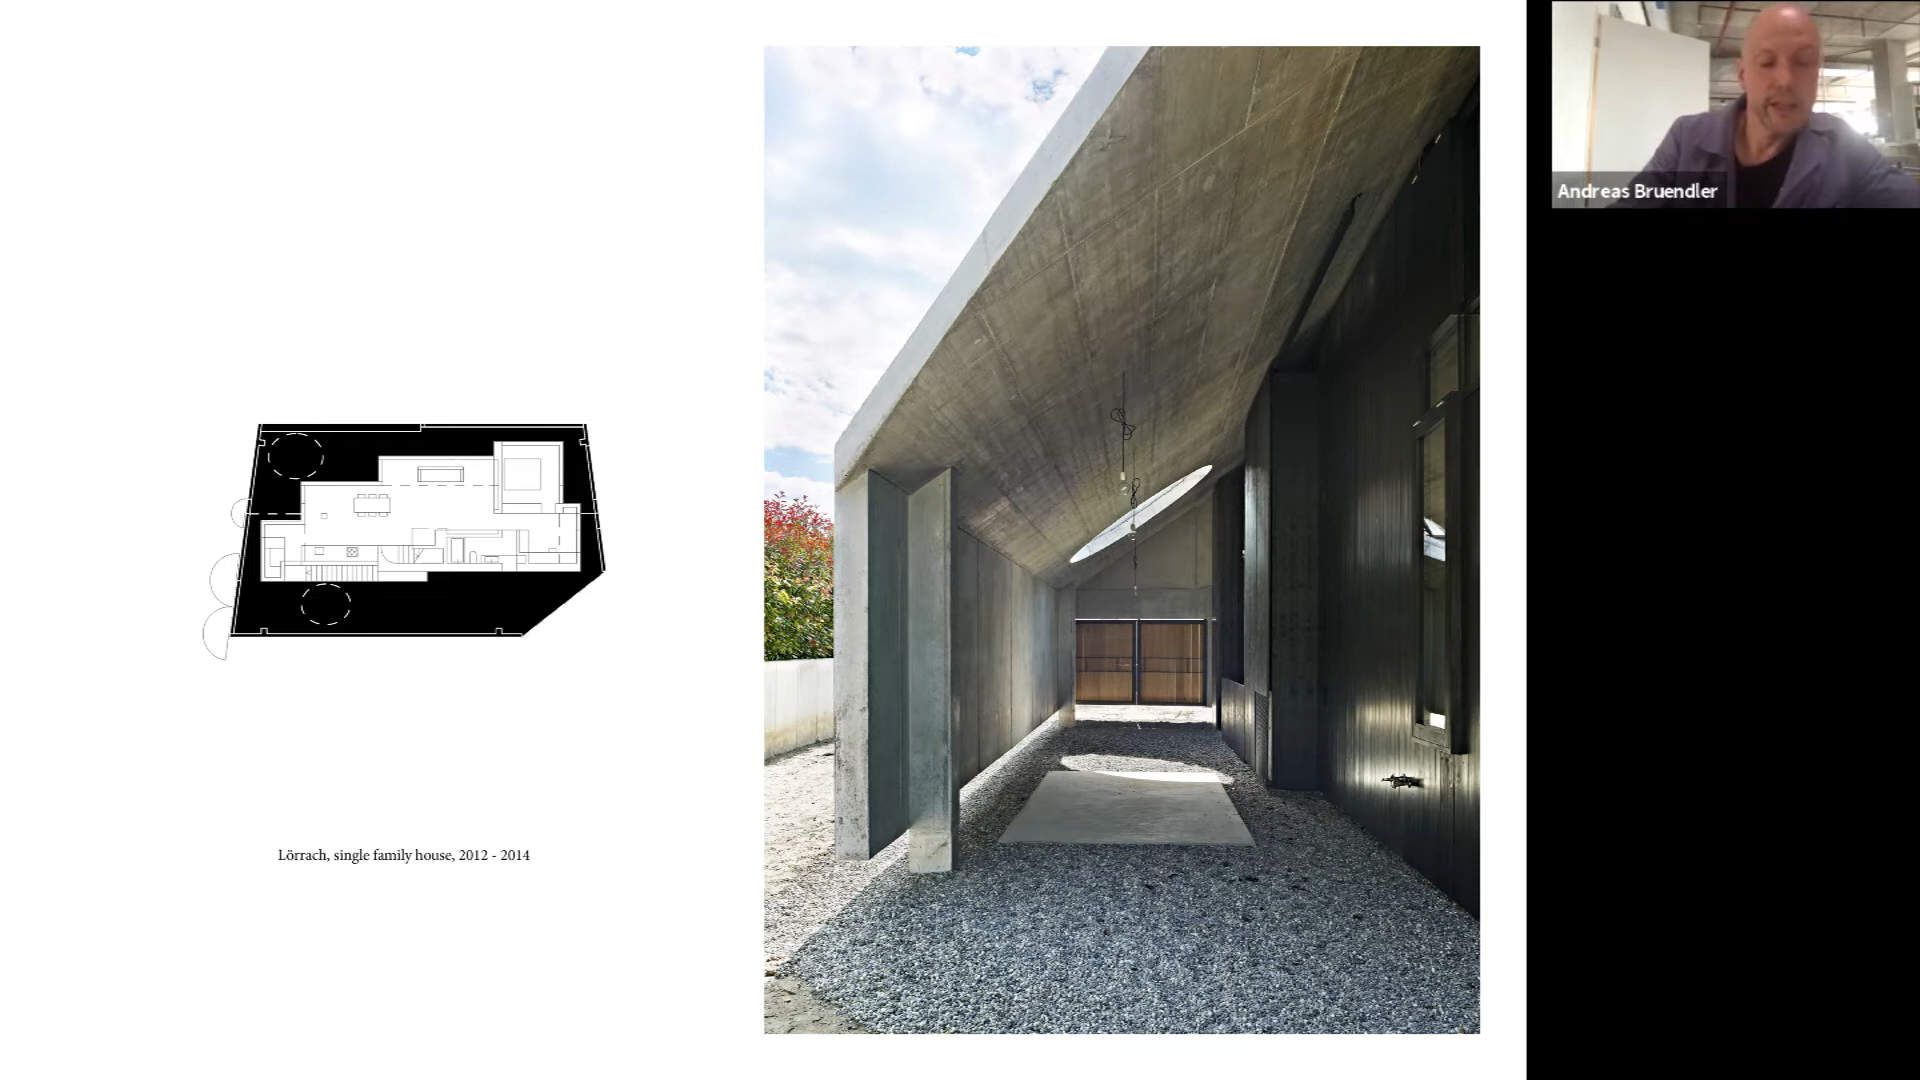 Andreas Bruendler
Lörrach, single family house, 2012 - 2014